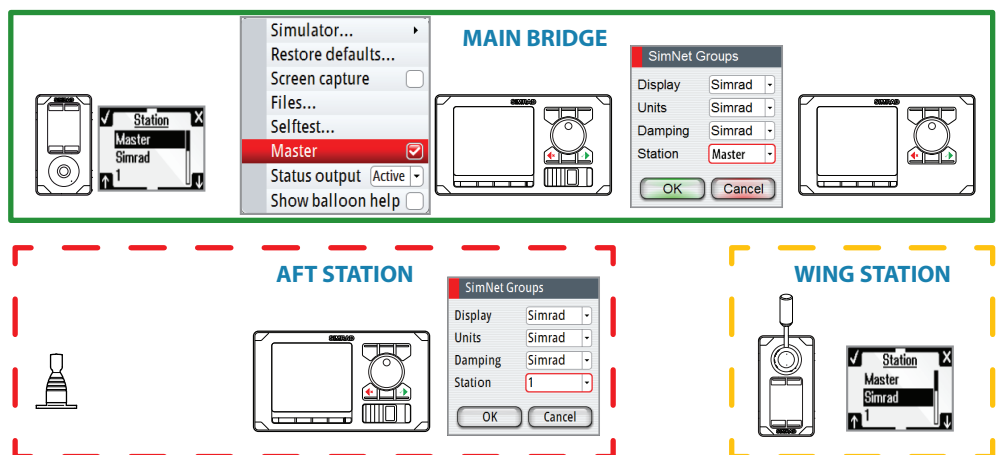 MAIN BRIDGE
SIMRAD
Station
Master
Simrad
1
Simulator...
Restore defaults...
Screen capture
Files...
Selftest...
Master
Status output Active
Show balloon help
SIMRAD
SimNet Groups
Display Simrad
Units Simrad
Damping Simrad
Station Master
OK Cancel
SIMRAD
AFT STATION
SIMRAD
SimNet Groups
Display Simrad
Units Simrad
Damping Simrad
Station 1
OK Cancel
WING STATION
SIMRAD
Station
Master
Simrad
1